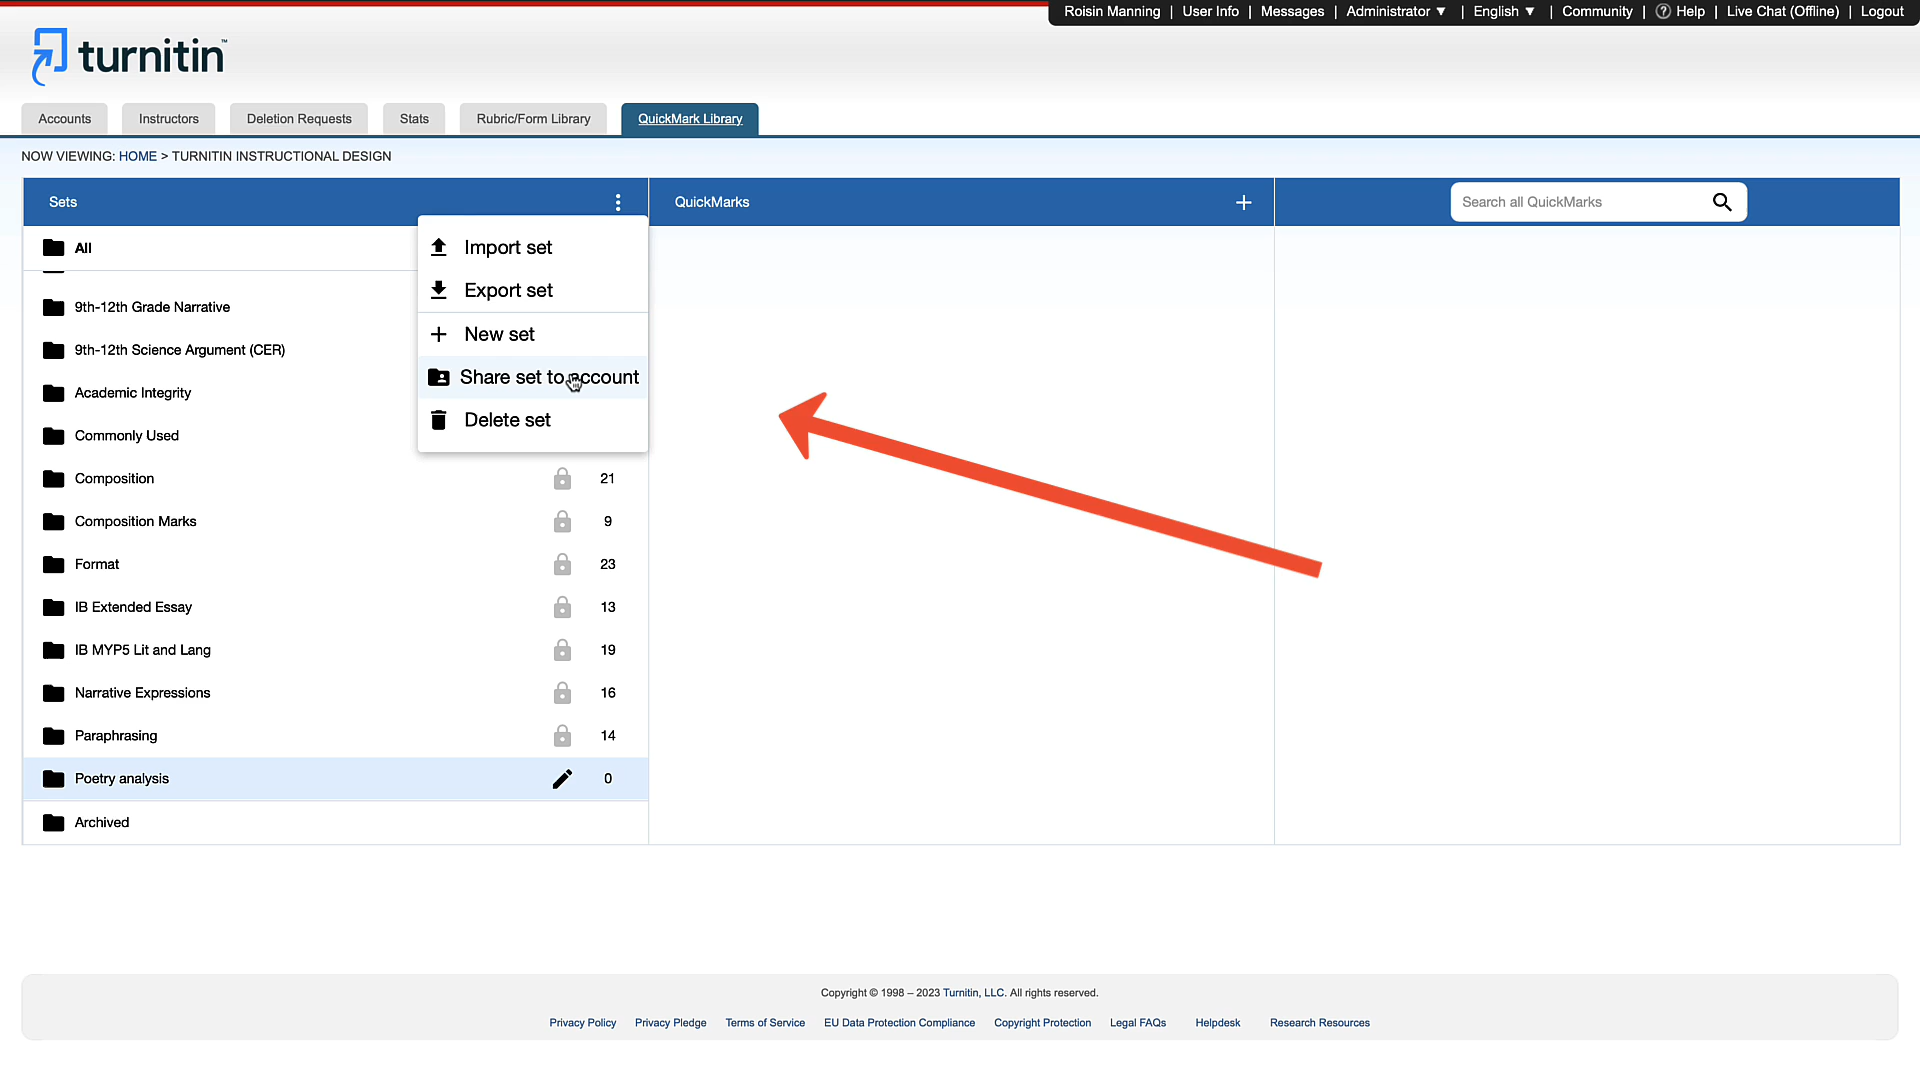 Roisin Manning | User Info | Messages | Administrator ▼ | English ▼ | Community | ? Help | Live Chat (Offline) | Logout
turnitin™
Accounts Instructors Deletion Requests Stats Rubric/Form Library QuickMark Library
NOW VIEWING: HOME > TURNITIN INSTRUCTIONAL DESIGN
Sets QuickMarks + Search all QuickMarks
All
Import set
Export set
9th-12th Grade Narrative
New set
9th-12th Science Argument (CER)
Share set to account
Academic Integrity
Delete set
Commonly Used
Composition 21
Composition Marks 9
Format 23
IB Extended Essay 13
IB MYP5 Lit and Lang 19
Narrative Expressions 16
Paraphrasing 14
Poetry analysis 0
Archived
Copyright © 1998 – 2023 Turnitin, LLC. All rights reserved.
Privacy Policy Privacy Pledge Terms of Service EU Data Protection Compliance Copyright Protection Legal FAQs Helpdesk Research Resources